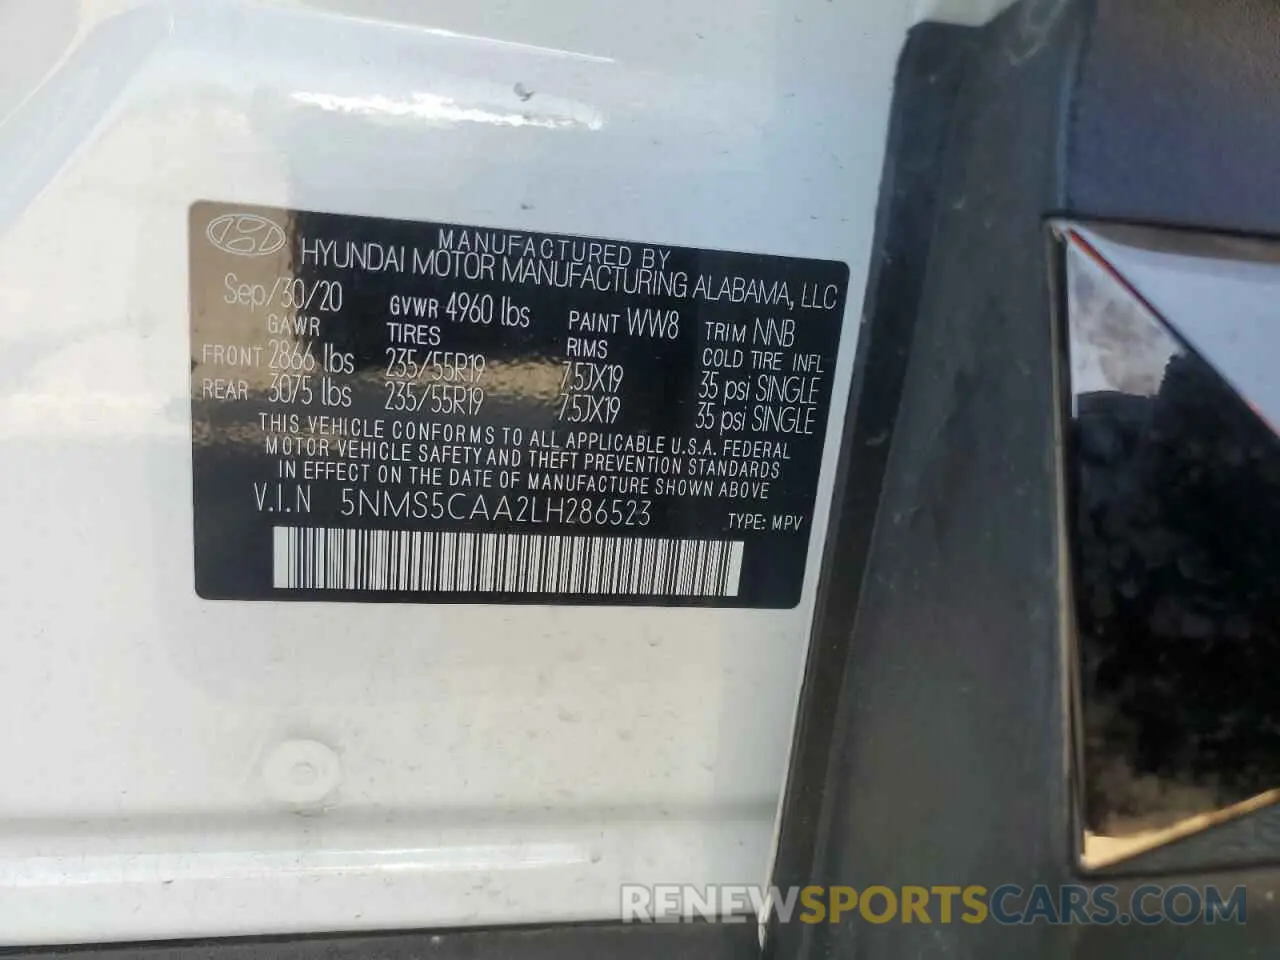 MANUFACTURED BY
HYUNDAI MOTOR MANUFACTURING ALABAMA, LLC
Sep/30/20 GVWR 4960 lbs PAINT WW8 TRIM NNB
GAWR TIRES RIMS COLD TIRE INFL
FRONT 2866 lbs 235/55R19 7.5JX19 35 psi SINGLE
REAR 3075 lbs 235/55R19 7.5JX19 35 psi SINGLE
THIS VEHICLE CONFORMS TO ALL APPLICABLE U.S.A. FEDERAL
MOTOR VEHICLE SAFETY AND THEFT PREVENTION STANDARDS
IN EFFECT ON THE DATE OF MANUFACTURE SHOWN ABOVE
V.I.N 5NMS5CAA2LH286523 TYPE: MPV
RENEWSPORTSCARS.COM